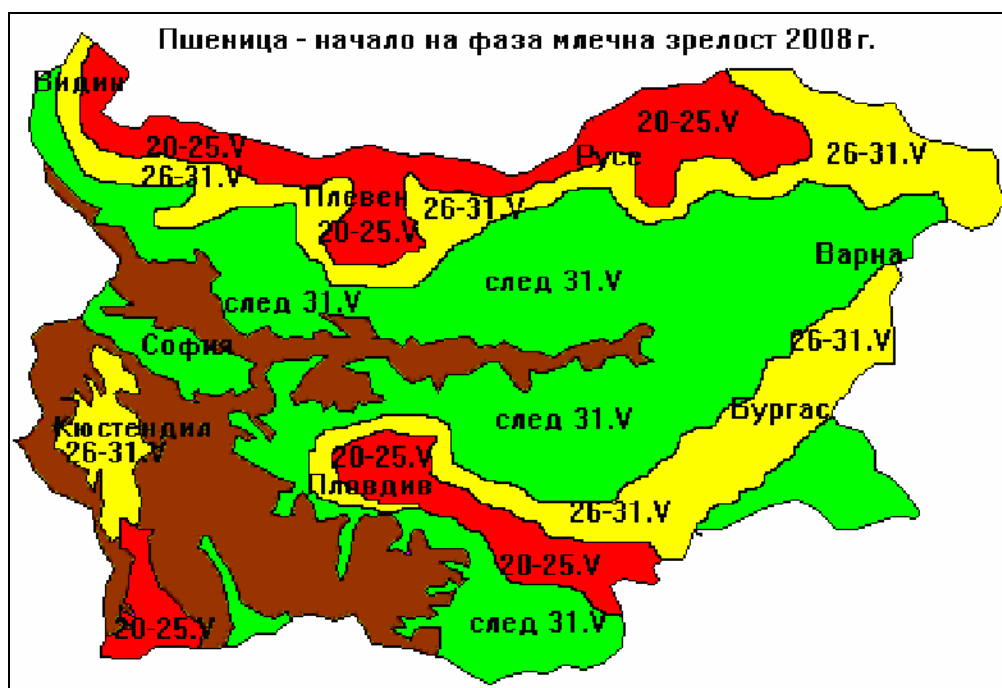 Пшеница - начало на фаза млечна зрелост 2008 г.
Видин
20-25.V
20-25.V
Русе
26-31.V
26-31.V
Плевен
26-31.V
20-25.V
Варна
след 31.V
след 31.V
София
26-31.V
Бургас
след 31.V
Кюстендил
26-31.V
20-25.V
Пловдив
26-31.V
20-25.V
след 31.V
20-25.V